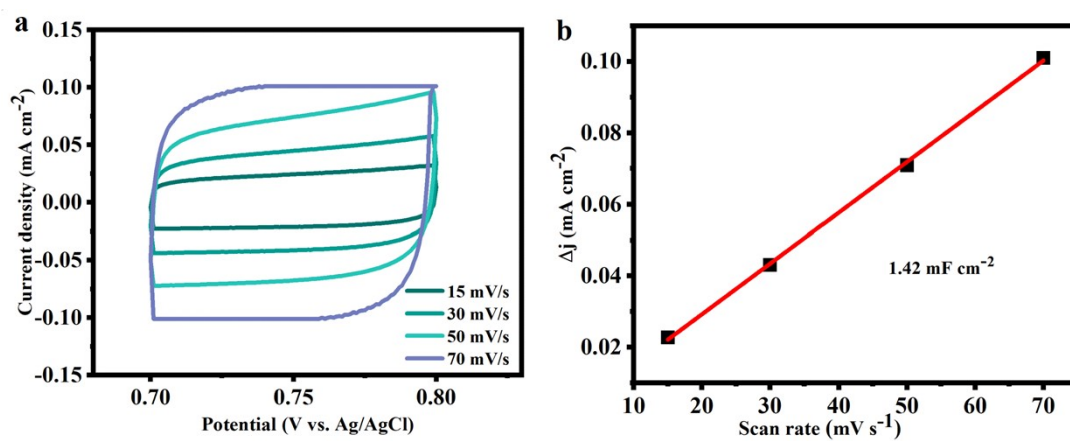 a
0.15
0.10
0.05
0.00
-0.05
-0.10
-0.15
Current density (mA cm⁻²)
15 mV/s
30 mV/s
50 mV/s
70 mV/s
0.70
0.75
0.80
Potential (V vs. Ag/AgCl)
b
0.10
0.08
0.06
0.04
0.02
Δj (mA cm⁻²)
1.42 mF cm⁻²
10
20
30
40
50
60
70
Scan rate (mV s⁻¹)